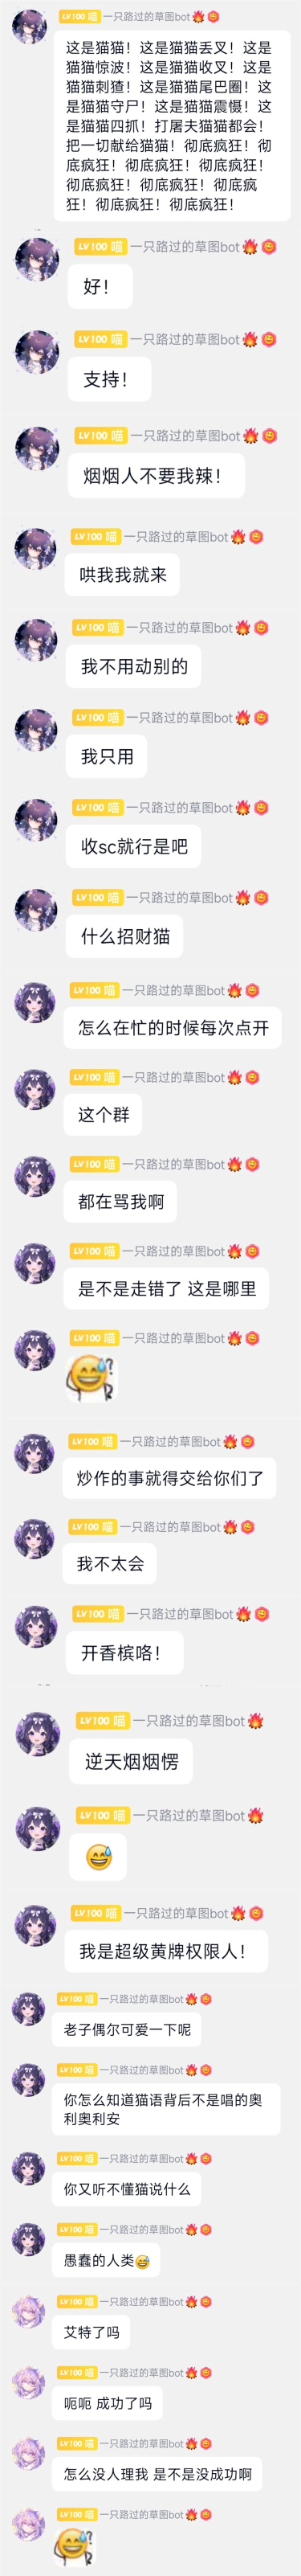 LV100 喵 一只路过的草图bot
这是猫猫！这是猫猫丢叉！这是
猫猫惊波！这是猫猫收叉！这是
猫猫刺猹！这是猫猫尾巴圈！这
是猫猫守尸！这是猫猫震慑！这
是猫猫四抓！打屠夫猫猫都会！
把一切献给猫猫！彻底疯狂！彻
底疯狂！彻底疯狂！彻底疯狂！
彻底疯狂！彻底疯狂！彻底疯
狂！彻底疯狂！彻底疯狂！
LV100 喵 一只路过的草图bot
好！
LV100 喵 一只路过的草图bot
支持！
LV100 喵 一只路过的草图bot
烟烟人不要我辣！
LV100 喵 一只路过的草图bot
哄我我就来
LV100 喵 一只路过的草图bot
我不用动别的
LV100 喵 一只路过的草图bot
我只用
LV100 喵 一只路过的草图bot
收sc就行是吧
LV100 喵 一只路过的草图bot
什么招财猫
LV100 喵 一只路过的草图bot
怎么在忙的时候每次点开
LV100 喵 一只路过的草图bot
这个群
LV100 喵 一只路过的草图bot
都在骂我啊
LV100 喵 一只路过的草图bot
是不是走错了 这是哪里
LV100 喵 一只路过的草图bot
??
LV100 喵 一只路过的草图bot
炒作的事就得交给你们了
LV100 喵 一只路过的草图bot
我不太会
LV100 喵 一只路过的草图bot
开香槟咯！
LV100 喵 一只路过的草图bot
逆天烟烟愣
LV100 喵 一只路过的草图bot
LV100 喵 一只路过的草图bot
我是超级黄牌权限人！
LV100 喵 一只路过的草图bot
老子偶尔可爱一下呢
LV100 喵 一只路过的草图bot
你怎么知道猫语背后不是唱的奥
利奥利安
LV100 喵 一只路过的草图bot
你又听不懂猫说什么
LV100 喵 一只路过的草图bot
愚蠢的人类
LV100 喵 一只路过的草图bot
艾特了吗
LV100 喵 一只路过的草图bot
呃呃 成功了吗
LV100 喵 一只路过的草图bot
怎么没人理我 是不是没成功啊
LV100 喵 一只路过的草图bot
??